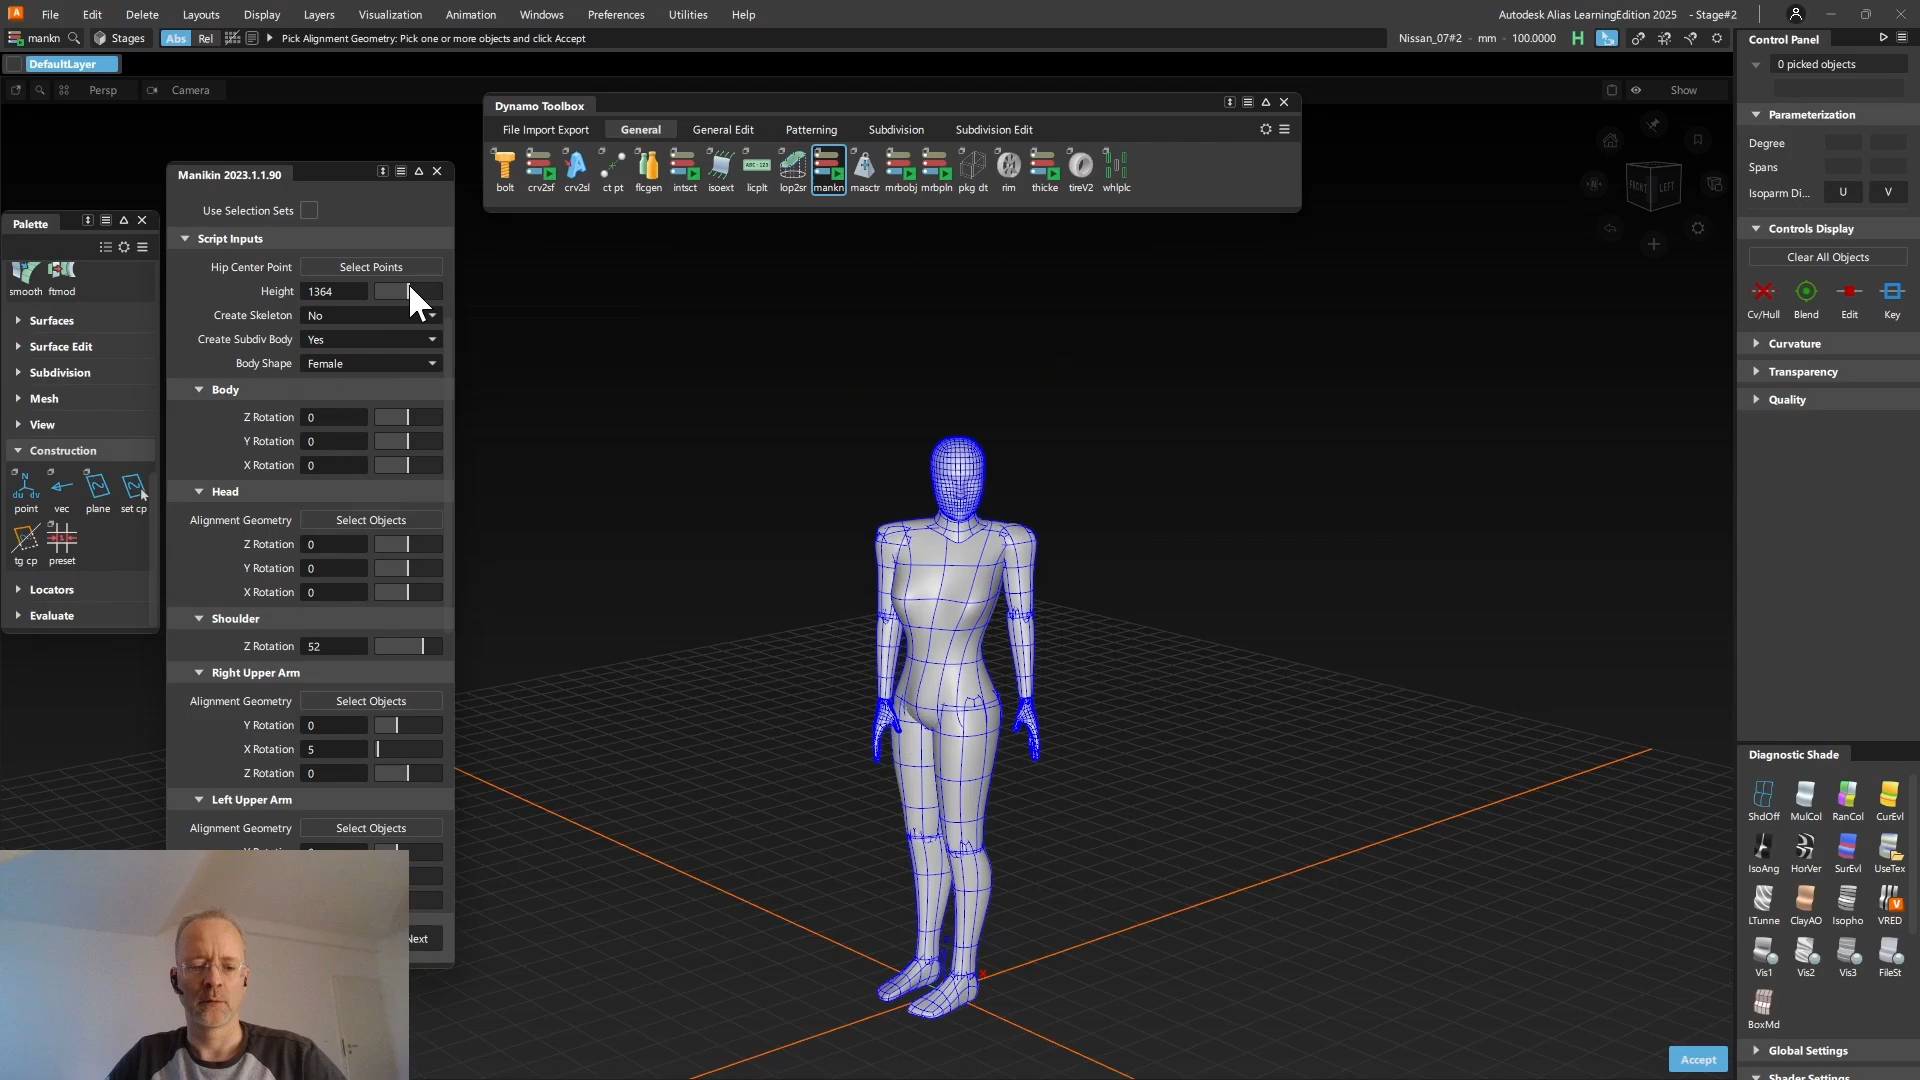 File Edit Delete Layouts Display Layers Visualization Animation Windows Preferences Utilities Help
Autodesk Alias LearningEdition 2025 - Stage#2
mankn Stages Abs Rel Pick Alignment Geometry: Pick one or more objects and click Accept
Nissan_07#2 - mm - 100.0000
DefaultLayer
Persp Camera
Show
Dynamo Toolbox
File Import Export General General Edit Patterning Subdivision Subdivision Edit
ABC-123
bolt crv2sf crv2sl ct pt flcgen intsct isoext licplt lop2sr mankn masctr mrbobj mrbpln pkg dt rim thicke tireV2 whlplc
FRONT LEFT
Palette
smooth ftmod
Surfaces
Surface Edit
Subdivision
Mesh
View
Construction
N
du dv
point vec plane set cp
tg cp preset
Locators
Evaluate
Manikin 2023.1.1.90
Use Selection Sets
Script Inputs
Hip Center Point Select Points
Height 1364
Create Skeleton No
Create Subdiv Body Yes
Body Shape Female
Body
Z Rotation 0
Y Rotation 0
X Rotation 0
Head
Alignment Geometry Select Objects
Z Rotation 0
Y Rotation 0
X Rotation 0
Shoulder
Z Rotation 52
Right Upper Arm
Alignment Geometry Select Objects
Y Rotation 0
X Rotation 5
Z Rotation 0
Left Upper Arm
Alignment Geometry Select Objects
Next
x
Accept
Control Panel
0 picked objects
Parameterization
Degree
Spans
Isoparm Di... U V
Controls Display
Clear All Objects
Cv/Hull Blend Edit Key
Curvature
Transparency
Quality
Diagnostic Shade
ShdOff MulCol RanCol CurEvl
IsoAng HorVer SurEvl UseTex
LTunne ClayAO Isopho VRED
Vis1 Vis2 Vis3 FileSt
BoxMd
Global Settings
Shader Settings